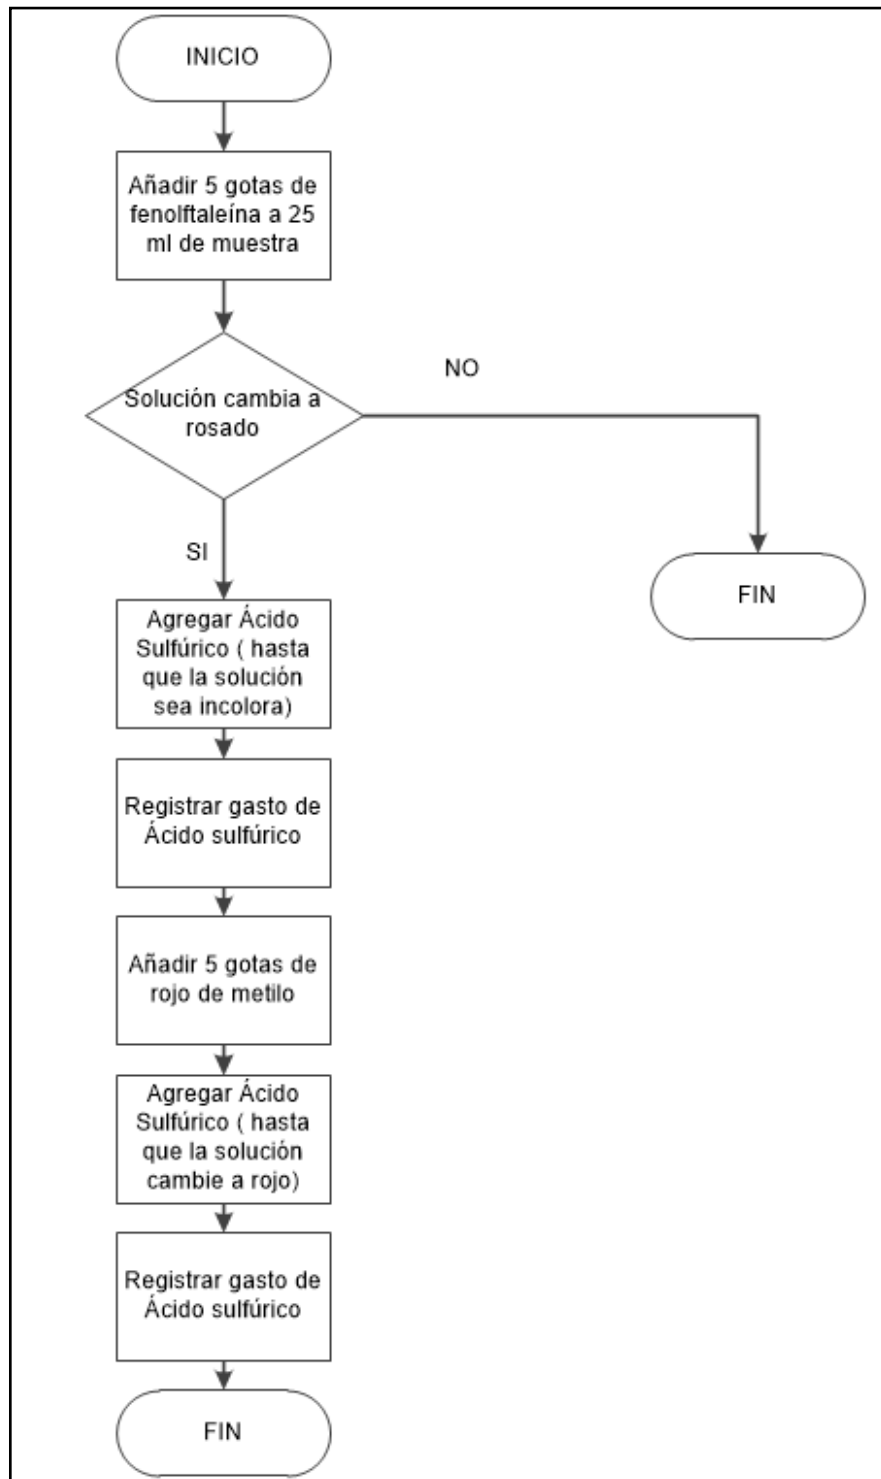 INICIO
Añadir 5 gotas de
fenolftaleína a 25
ml de muestra
Solución cambia a
rosado
NO
SI
FIN
Agregar Ácido
Sulfúrico ( hasta
que la solución
sea incolora)
Registrar gasto de
Ácido sulfúrico
Añadir 5 gotas de
rojo de metilo
Agregar Ácido
Sulfúrico ( hasta
que la solución
cambie a rojo)
Registrar gasto de
Ácido sulfúrico
FIN